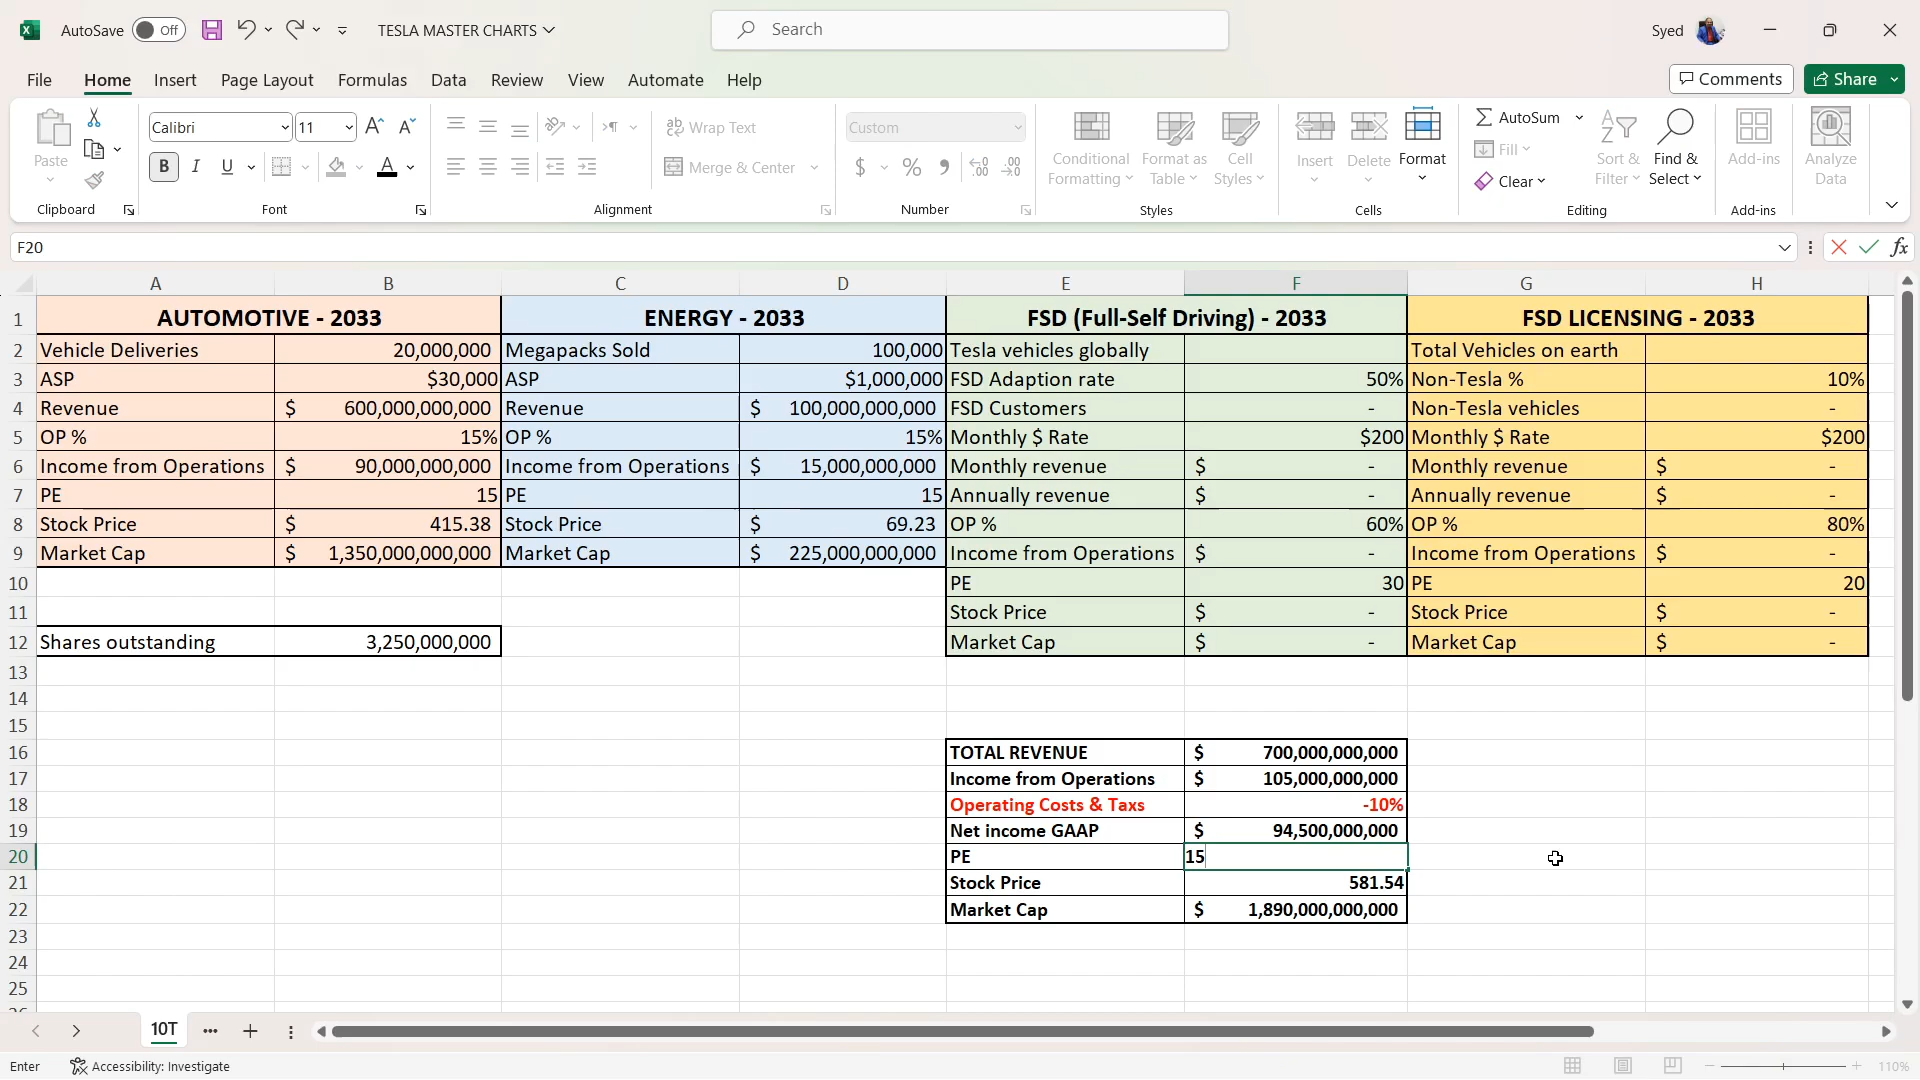 AutoSave Off TESLA MASTER CHARTS Search Syed
File Home Insert Page Layout Formulas Data Review View Automate Help Comments Share
Paste Calibri 11 Wrap Text Custom Conditional Formatting Format as Table Cell Styles Insert Delete Format AutoSum Sort & Filter Find & Select Add-ins Analyze Data
B I U A Merge & Center $ % Fill Clear
Clipboard Font Alignment Number Styles Cells Editing Add-ins
F20 fx
A B C D E F G H
1 AUTOMOTIVE - 2033 ENERGY - 2033 FSD (Full-Self Driving) - 2033 FSD LICENSING - 2033
2 Vehicle Deliveries 20,000,000 Megapacks Sold 100,000 Tesla vehicles globally Total Vehicles on earth
3 ASP $30,000 ASP $1,000,000 FSD Adaption rate 50% Non-Tesla % 10%
4 Revenue $ 600,000,000,000 Revenue $ 100,000,000,000 FSD Customers - Non-Tesla vehicles -
5 OP % 15% OP % 15% Monthly $ Rate $200 Monthly $ Rate $200
6 Income from Operations $ 90,000,000,000 Income from Operations $ 15,000,000,000 Monthly revenue $ - Monthly revenue $ -
7 PE 15 PE 15 Annually revenue $ - Annually revenue $ -
8 Stock Price $ 415.38 Stock Price $ 69.23 OP % 60% OP % 80%
9 Market Cap $ 1,350,000,000,000 Market Cap $ 225,000,000,000 Income from Operations $ - Income from Operations $ -
10 PE 30 PE 20
11 Stock Price $ - Stock Price $ -
12 Shares outstanding 3,250,000,000 Market Cap $ - Market Cap $ -
13
14
15
16 TOTAL REVENUE $ 700,000,000,000
17 Income from Operations $ 105,000,000,000
18 Operating Costs & Taxs -10%
19 Net income GAAP $ 94,500,000,000
20 PE 15
21 Stock Price 581.54
22 Market Cap $ 1,890,000,000,000
23
24
25
10T
Enter Accessibility: Investigate 110%